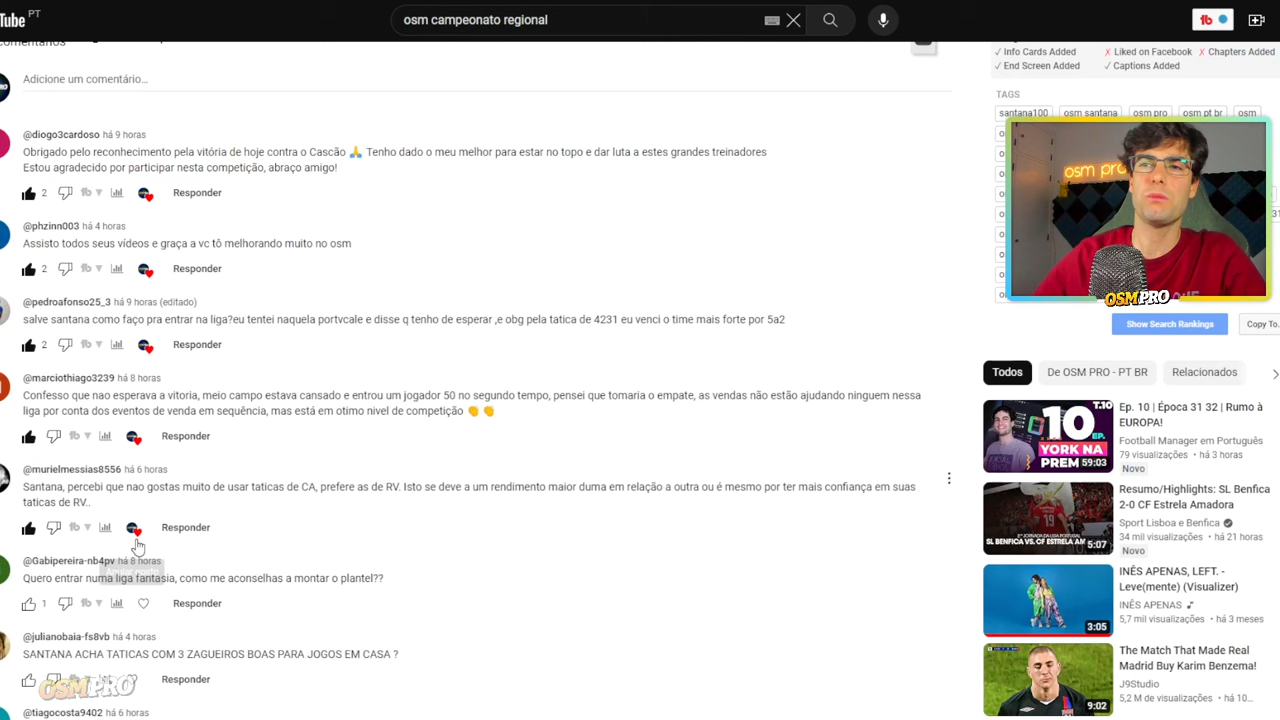 Tube PT
osm campeonato regional
Adicione um comentário...
@diogo3cardoso há 9 horas
Obrigado pelo reconhecimento pela vitória de hoje contra o Cascão 🙏 Tenho dado o meu melhor para estar no topo e dar luta a estes grandes treinadores
Estou agradecido por participar nesta competição, abraço amigo!
2 Responder
@phzinn003 há 4 horas
Assisto todos seus vídeos e graça a vc tô melhorando muito no osm
2 Responder
@pedroafonso25_3 há 9 horas (editado)
salve santana como faço pra entrar na liga?eu tentei naquela portvcale e disse q tenho de esperar ,e obg pela tatica de 4231 eu venci o time mais forte por 5a2
2 Responder
@marciothiago3239 há 8 horas
Confesso que nao esperava a vitoria, meio campo estava cansado e entrou um jogador 50 no segundo tempo, pensei que tomaria o empate, as vendas não estão ajudando ninguem nessa
liga por conta dos eventos de venda em sequência, mas está em otimo nivel de competição 👏 👏
Responder
@murielmessias8556 há 6 horas
Santana, percebi que nao gostas muito de usar taticas de CA, prefere as de RV. Isto se deve a um rendimento maior duma em relação a outra ou é mesmo por ter mais confiança em suas
taticas de RV..
Responder
@Gabipereira-nb4pv há 8 horas
Quero entrar numa liga fantasia, como me aconselhas a montar o plantel??
1 Responder
@julianobaia-fs8vb há 4 horas
SANTANA ACHA TATICAS COM 3 ZAGUEIROS BOAS PARA JOGOS EM CASA ?
Responder
OSMPRO
@tiagocosta9402 há 6 horas
✓ Info Cards Added ✗ Liked on Facebook ✗ Chapters Added
✓ End Screen Added ✓ Captions Added
TAGS
santana100 osm santana osm pro osm pt br osm
osm pro
OSMPRO
Show Search Rankings Copy To...
Todos De OSM PRO - PT BR Relacionados
T.10
10 EP.
YORK NA
PREM
59:03
Ep. 10 | Época 31 32 | Rumo à
EUROPA!
Football Manager em Português
79 visualizações • há 3 horas
Novo
SL BENFICA VS. CF ESTRELA AM
5:07
Resumo/Highlights: SL Benfica
2-0 CF Estrela Amadora
Sport Lisboa e Benfica
34 mil visualizações • há 21 horas
Novo
3:05
INÊS APENAS, LEFT. -
Leve(mente) (Visualizer)
INÊS APENAS
5,7 mil visualizações • há 3 meses
9:02
The Match That Made Real
Madrid Buy Karim Benzema!
J9Studio
5,2 M de visualizações • há 10...